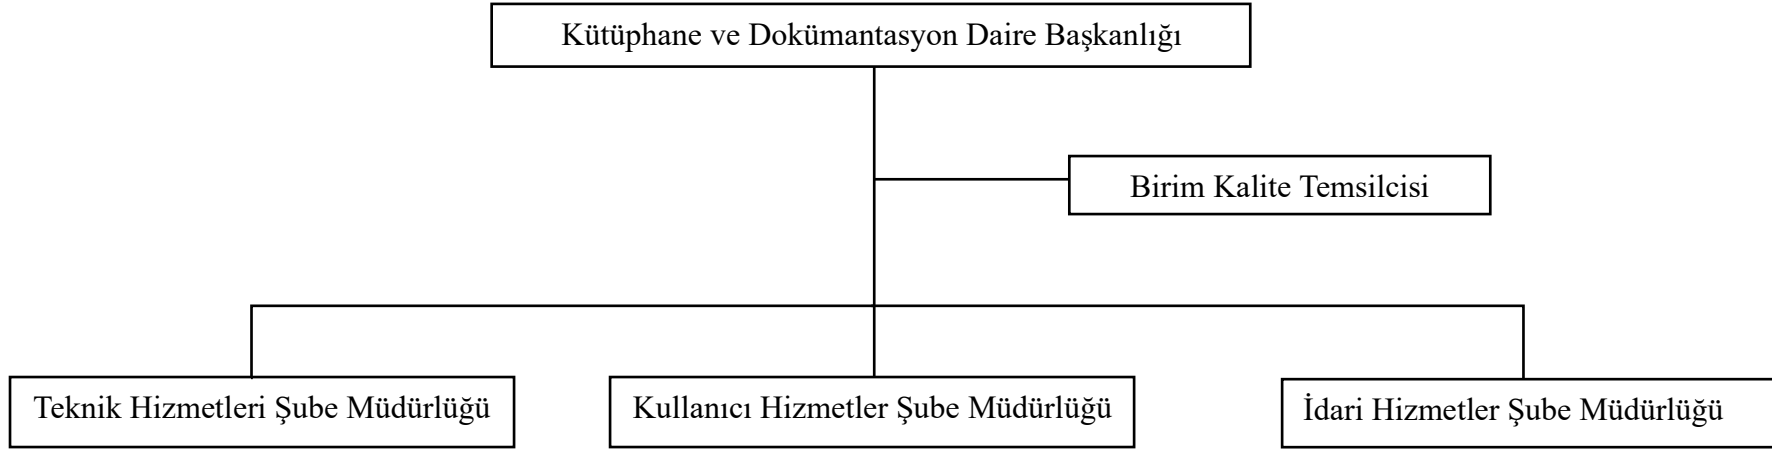 Kütüphane ve Dokümantasyon Daire Başkanlığı
Birim Kalite Temsilcisi
Teknik Hizmetleri Şube Müdürlüğü
Kullanıcı Hizmetler Şube Müdürlüğü
İdari Hizmetler Şube Müdürlüğü